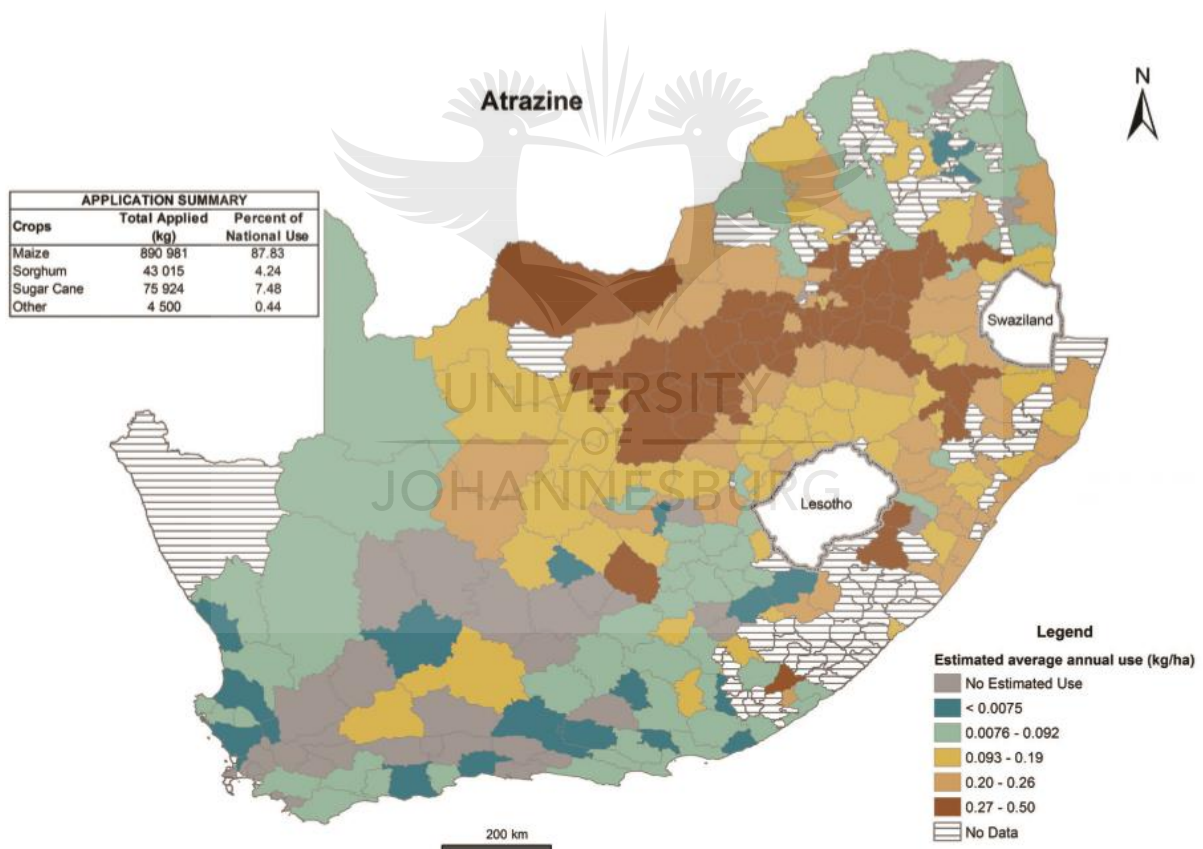 Atrazine
N
APPLICATION SUMMARY
Crops Total Applied (kg) Percent of National Use
Maize 890 981 87.83
Sorghum 43 015 4.24
Sugar Cane 75 924 7.48
Other 4 500 0.44
Swaziland
UNIVERSITY
OF
JOHANNESBURG
Lesotho
Legend
Estimated average annual use (kg/ha)
No Estimated Use
< 0.0075
0.0076 - 0.092
0.093 - 0.19
0.20 - 0.26
0.27 - 0.50
No Data
200 km